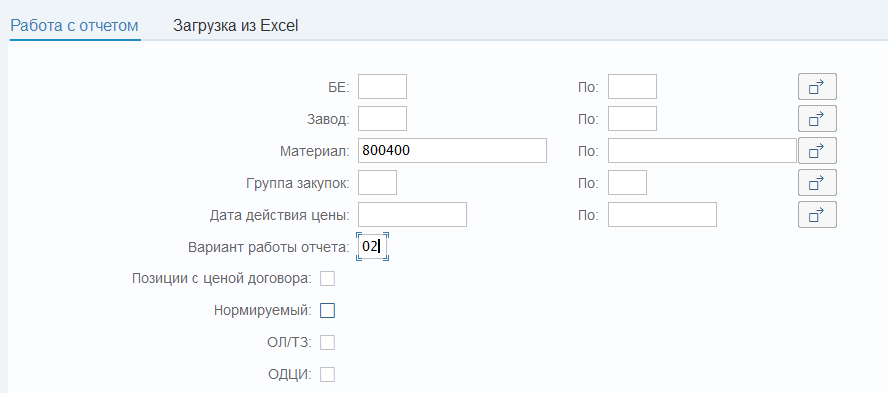 Работа с отчетом Загрузка из Excel
БЕ: По:
Завод: По:
Материал: 800400 По:
Группа закупок: По:
Дата действия цены: По:
Вариант работы отчета: 02
Позиции с ценой договора:
Нормируемый:
ОЛ/ТЗ:
ОДЦИ: